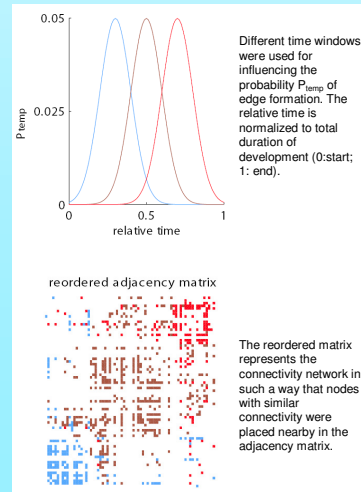 0.05
0.025
0
P temp
0
0.5
1
relative time
Different time windows
were used for
influencing the
probability Ptemp of
edge formation. The
relative time is
normalized to total
duration of
development (0:start;
1: end).
reordered adjacency matrix
The reordered matrix
represents the
connectivity network in
such a way that nodes
with similar
connectivity were
placed nearby in the
adjacency matrix.